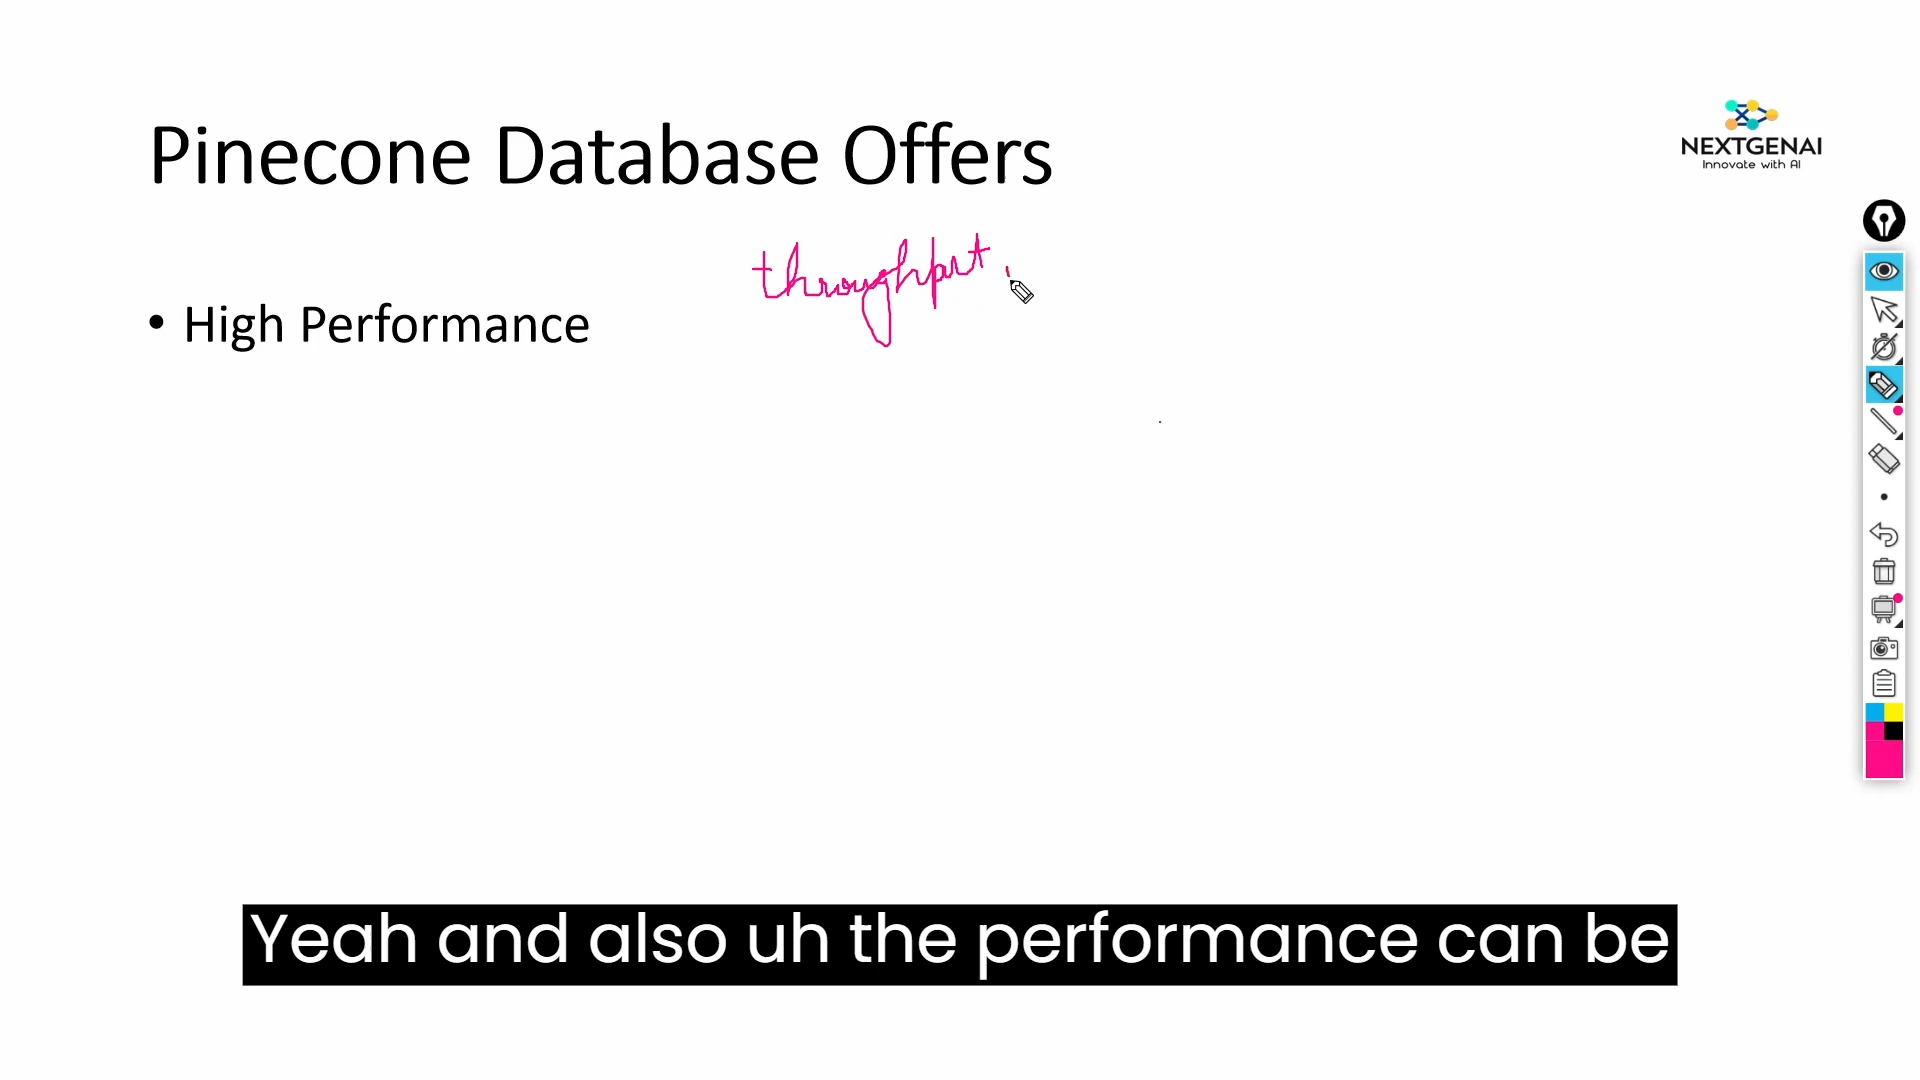 Pinecone Database Offers
NEXTGENAI
Innovate with AI
throughput
• High Performance
Yeah and also uh the performance can be